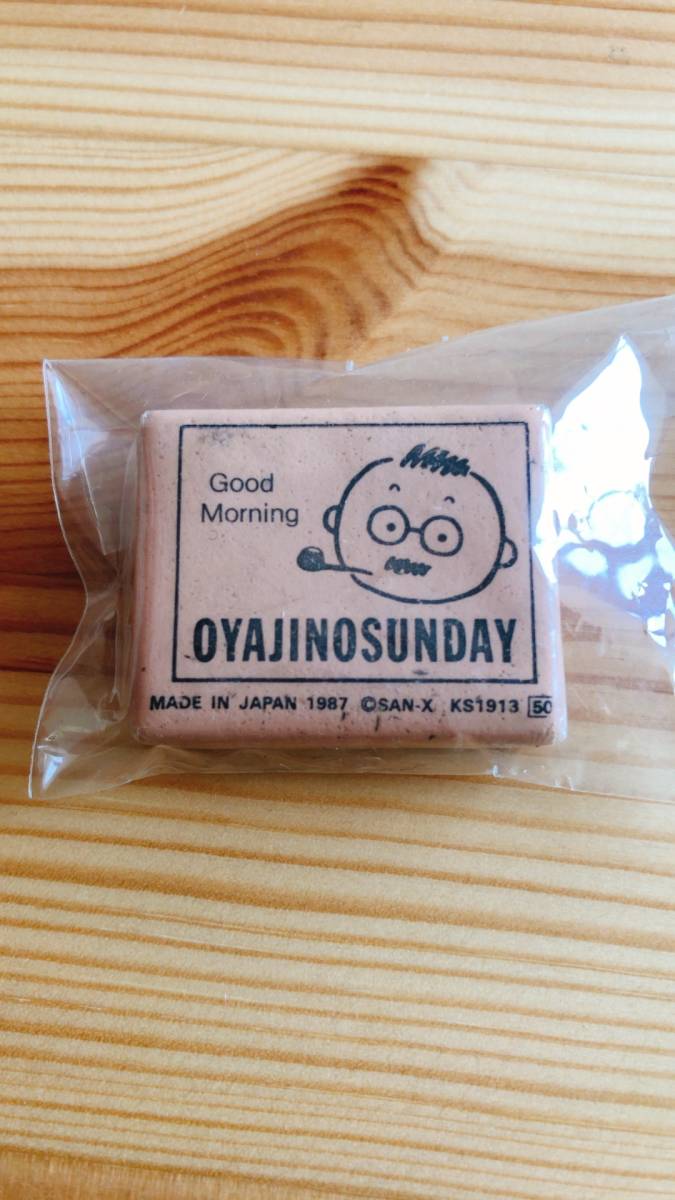 Good
Morning
OYAJINOSUNDAY
MADE IN JAPAN 1987 ©SAN-X KS1913 50